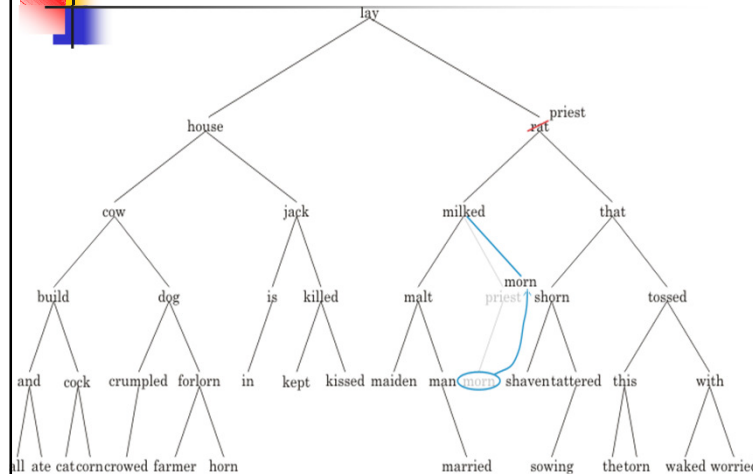 lay
priest
house rat
cow jack milked that
morn
build dog is killed malt priest shorn tossed
and cock crumpled forlorn in kept kissed maiden man morn shaven tattered this with
all ate cat corn crowed farmer horn married sowing the torn waked worried